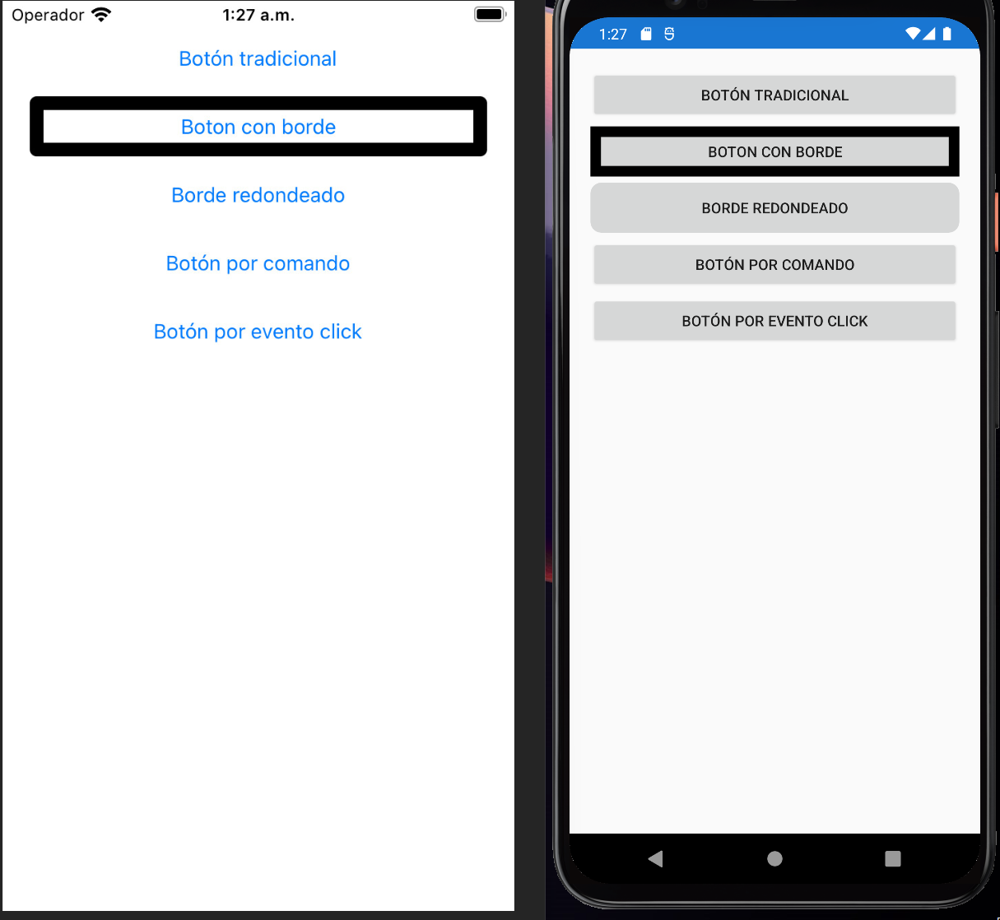 Operador 1:27 a.m.
Botón tradicional
Boton con borde
Borde redondeado
Botón por comando
Botón por evento click
1:27
BOTÓN TRADICIONAL
BOTON CON BORDE
BORDE REDONDEADO
BOTÓN POR COMANDO
BOTÓN POR EVENTO CLICK